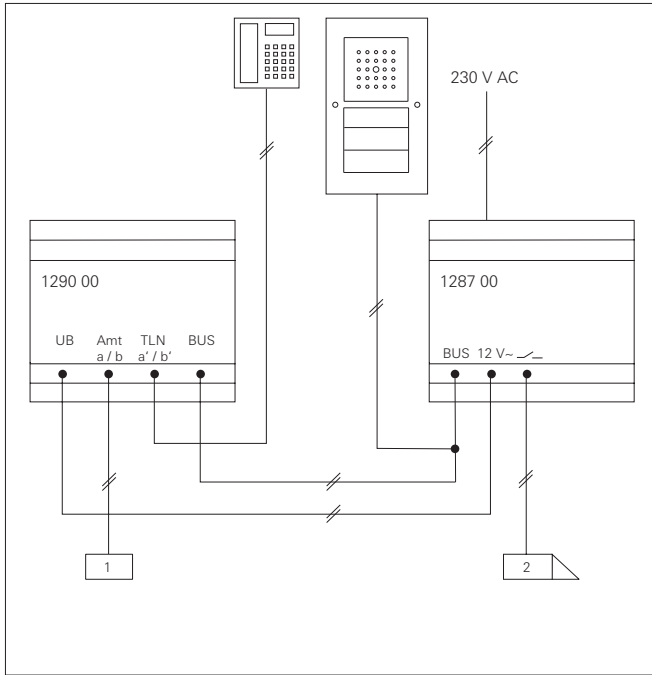 230 V AC
1290 00
UB Amt TLN BUS
a / b a‘ / b‘
1287 00
BUS 12 V~
1
2